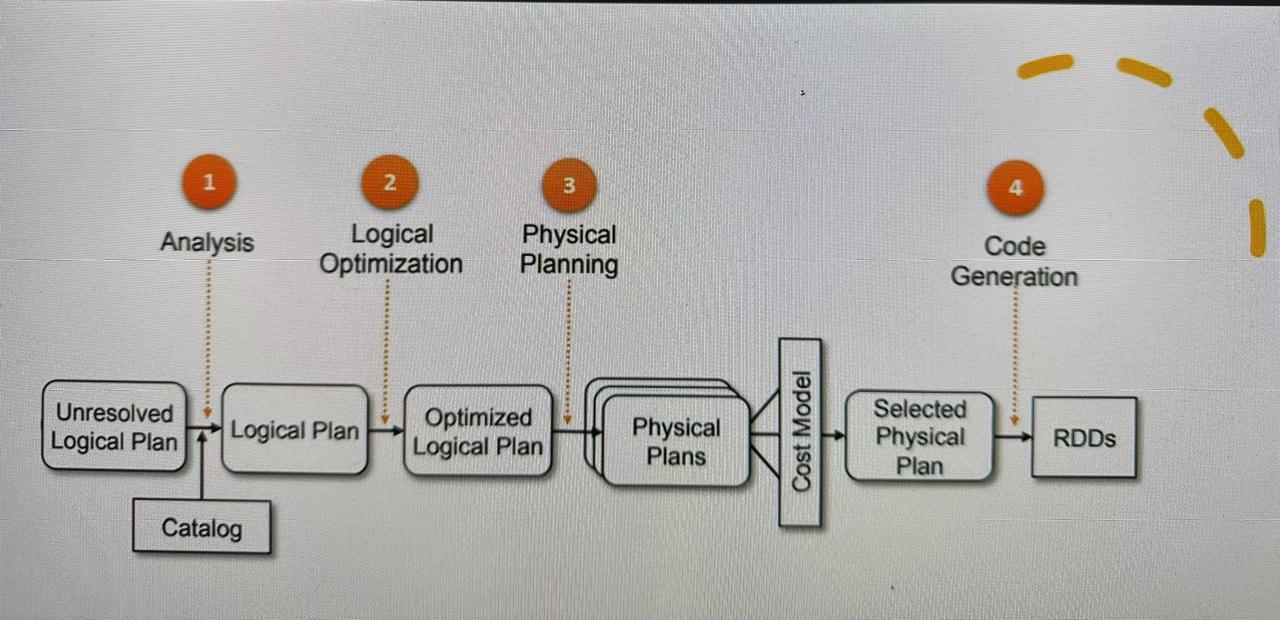 1
Analysis
2
Logical
Optimization
3
Physical
Planning
4
Code
Generation
Unresolved
Logical Plan
Catalog
Logical Plan
Optimized
Logical Plan
Physical
Plans
Cost Model
Selected
Physical
Plan
RDDs